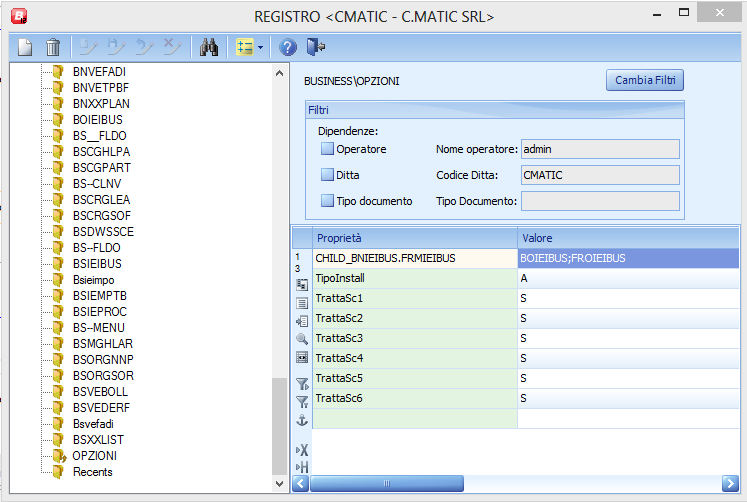 REGISTRO <CMATIC - C.MATIC SRL>
BNVEFADI
BNVETPBF
BNXXPLAN
BOIEIBUS
BS__FLDO
BSCGHLPA
BSCGPART
BS--CLNV
BSCRGLEA
BSCRGSOF
BSDWSSCE
BS--FLDO
BSIEIBUS
Bsieimpo
BSIEMPTB
BSIEPROC
BS--MENU
BSMGHLAR
BSORGNNP
BSORGSOR
BSVEBOLL
BSVEDERF
Bsvefadi
BSXXLIST
OPZIONI
Recents
BUSINESS\OPZIONI
Cambia Filtri
Filtri
Dipendenze:
Operatore Nome operatore: admin
Ditta Codice Ditta: CMATIC
Tipo documento Tipo Documento:
Proprietà Valore
CHILD_BNIEIBUS.FRMIEIBUS BOIEIBUS;FROIEIBUS
TipoInstall A
TrattaSc1 S
TrattaSc2 S
TrattaSc3 S
TrattaSc4 S
TrattaSc5 S
TrattaSc6 S